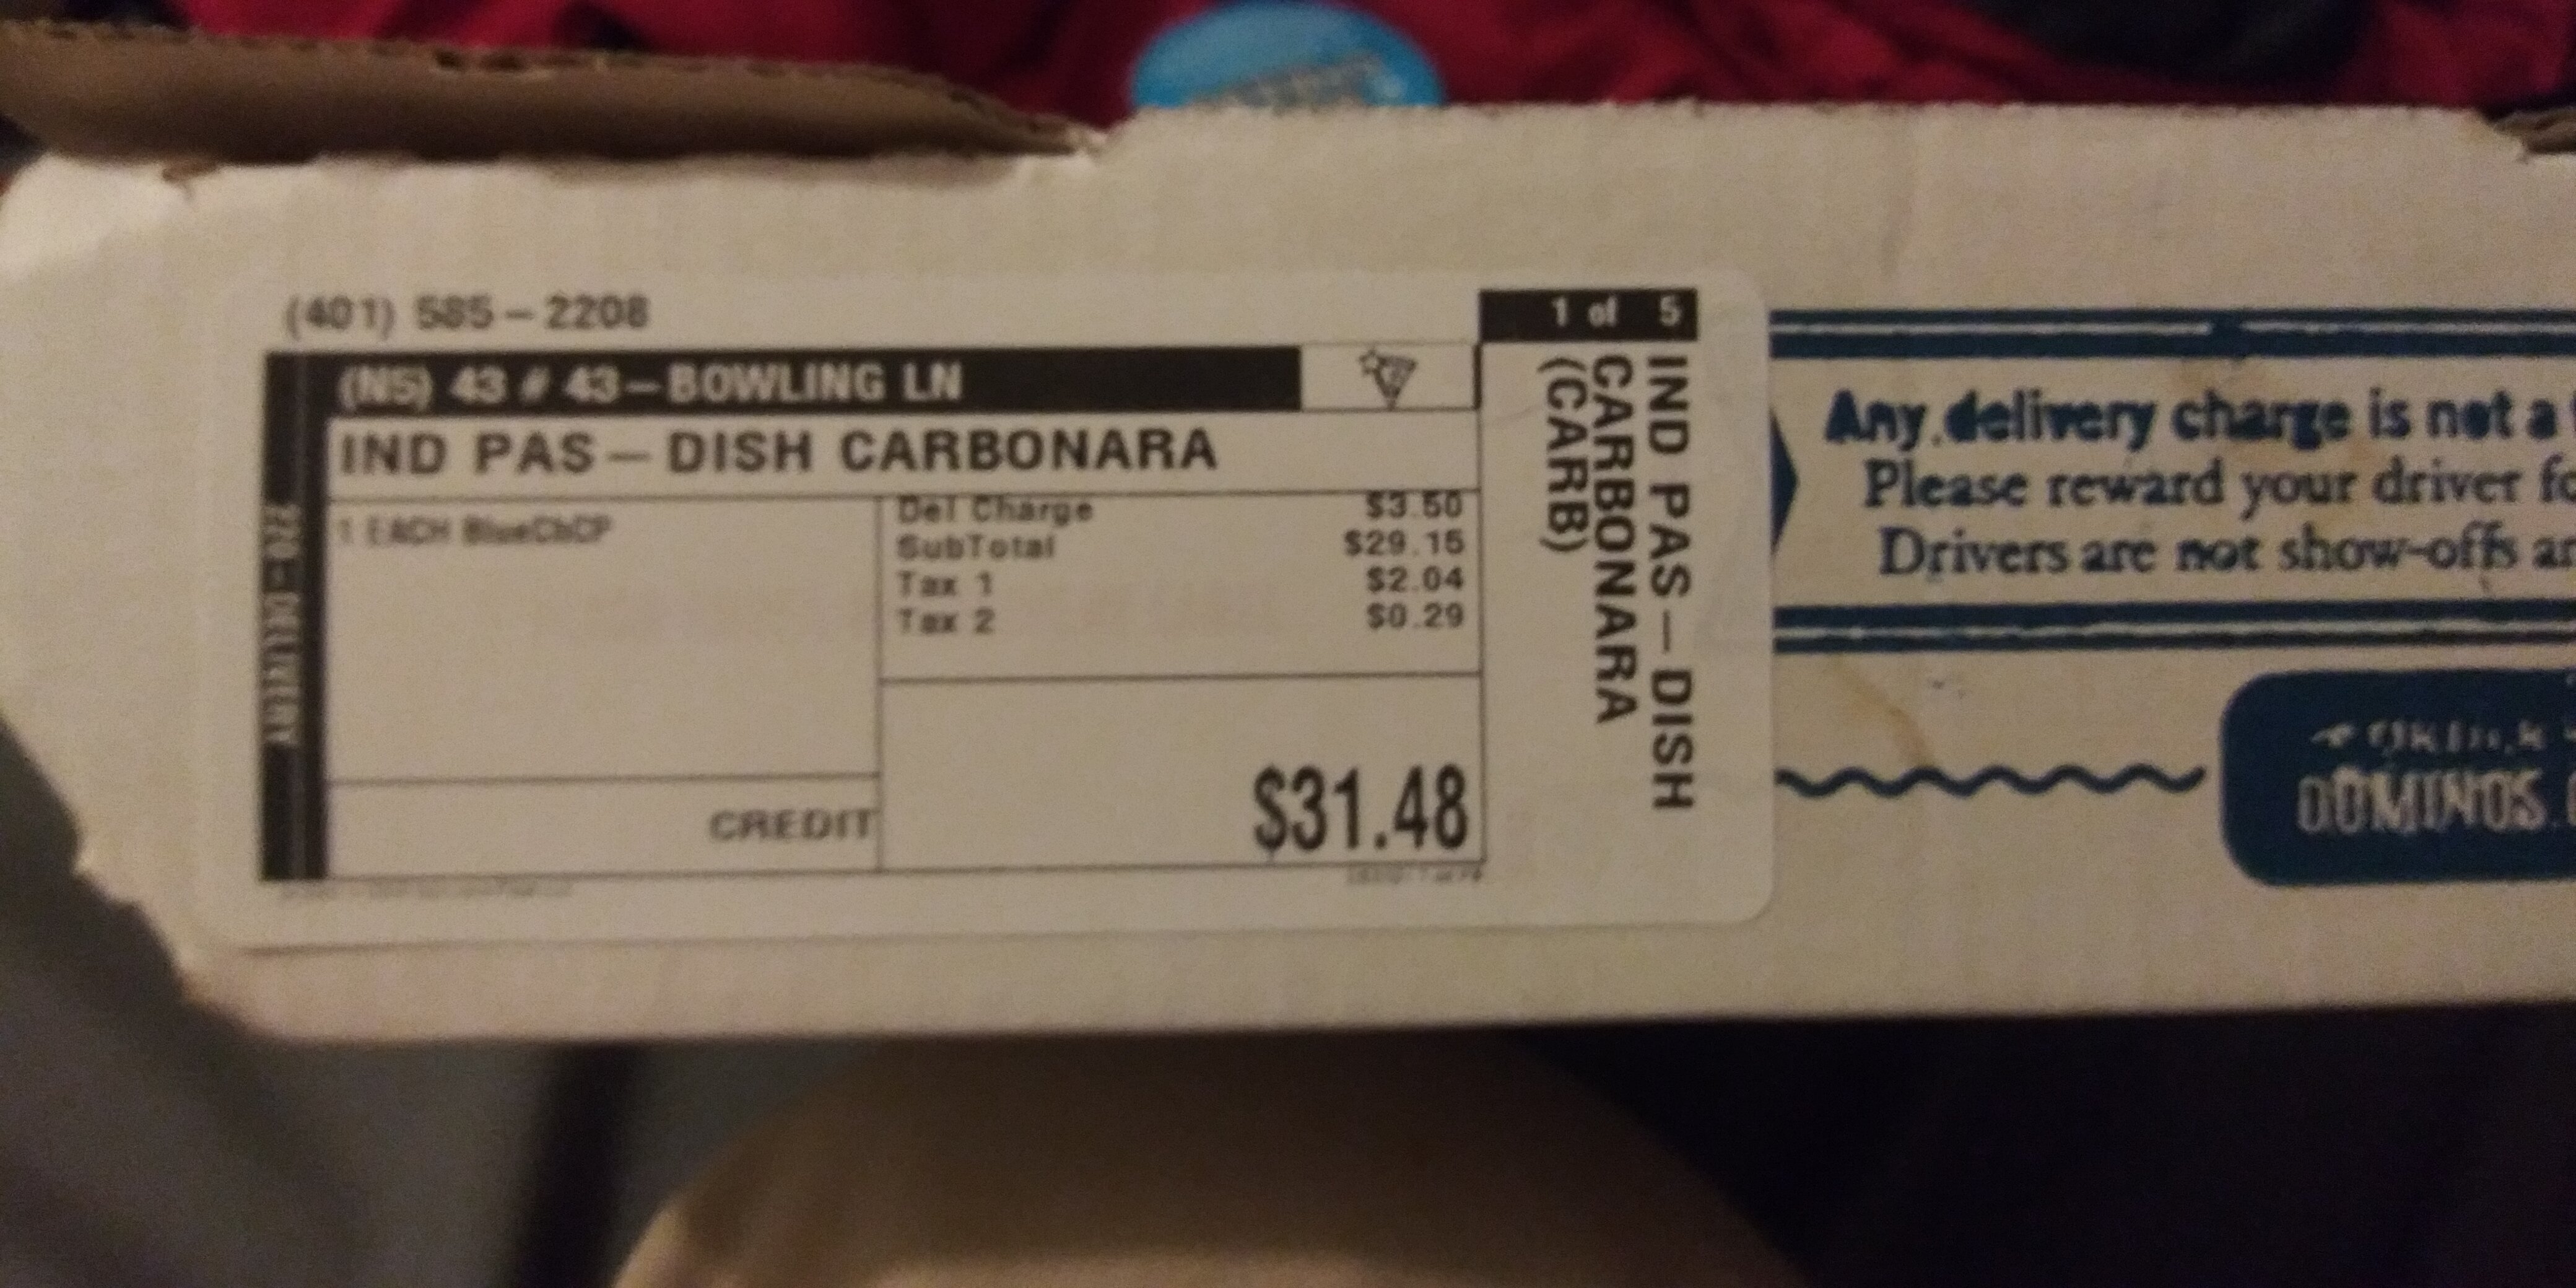 (401) 585-2208
1 of 5
(NS) 43 # 43-BOWLING LN
IND PAS-DISH CARBONARA
1 EACH BlueChCP
Del Charge $3.50
SubTotal $29.15
Tax 1 $2.04
Tax 2 $0.29
CREDIT
$31.48
IND PAS-DISH
CARBONARA
(CARB)
Any delivery charge is not a
Please reward your driver fo
Drivers are not show-offs an
DOMINOS.